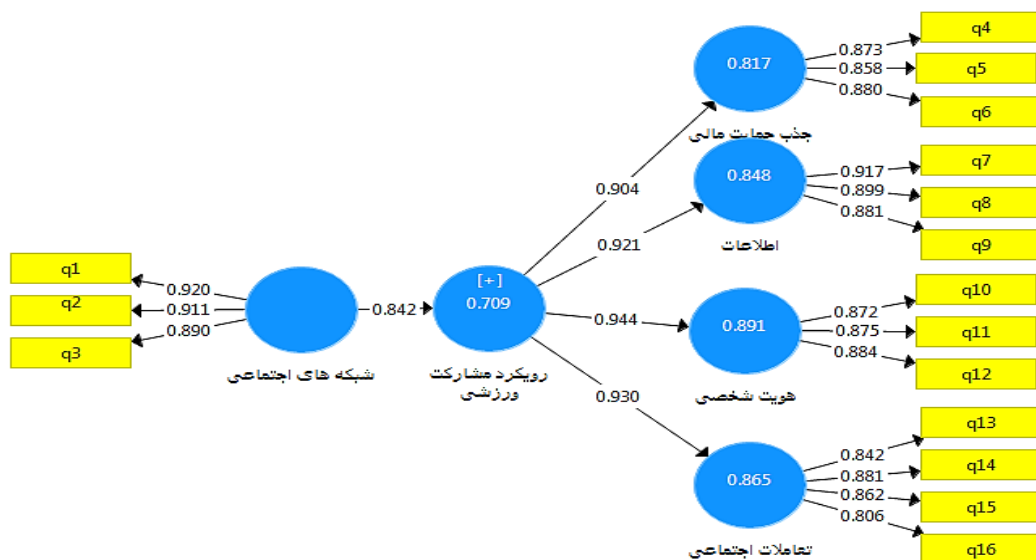 q1
q2
q3
0.920
0.911
0.890
شبکه های اجتماعی
0.842
[+]
0.709
رویکرد مشارکت
ورزشی
0.904
0.921
0.944
0.930
0.817
جذب حمایت مالی
0.873
0.858
0.880
q4
q5
q6
0.848
اطلاعات
0.917
0.899
0.881
q7
q8
q9
0.891
هویت شخصی
0.872
0.875
0.884
q10
q11
q12
0.865
تعاملات اجتماعی
0.842
0.881
0.862
0.806
q13
q14
q15
q16